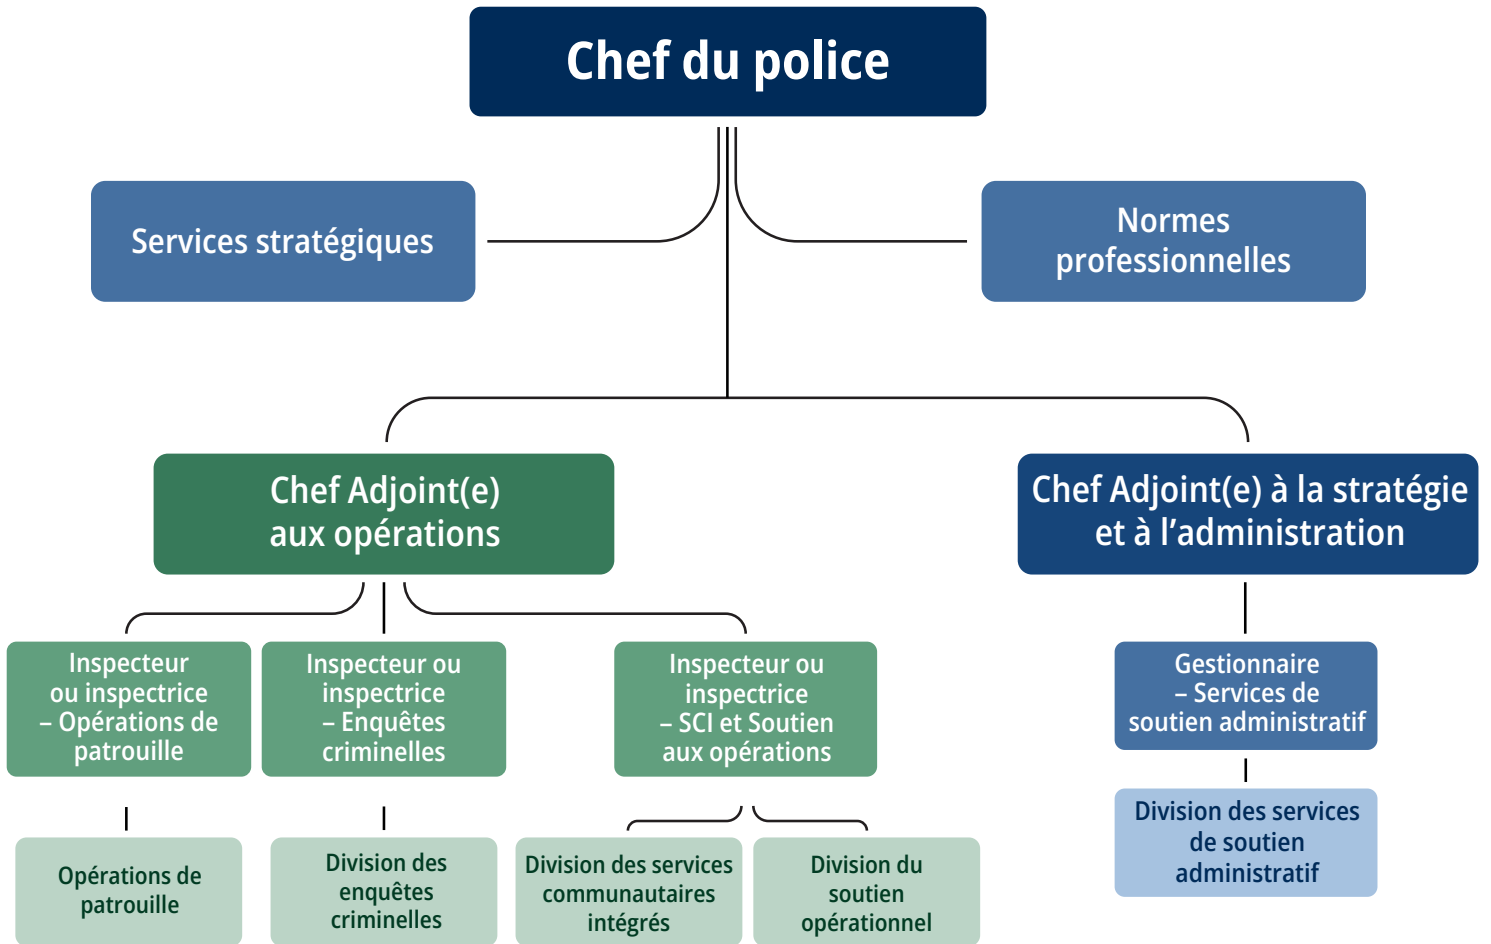 Chef du police
Services stratégiques
Normes
professionnelles
Chef Adjoint(e)
aux opérations
Chef Adjoint(e) à la stratégie
et à l’administration
Inspecteur
ou inspectrice
– Opérations de
patrouille
Inspecteur ou
inspectrice
– Enquêtes
criminelles
Inspecteur ou
inspectrice
– SCI et Soutien
aux opérations
Gestionnaire
– Services de
soutien administratif
Opérations de
patrouille
Division des
enquêtes
criminelles
Division des services
communautaires
intégrés
Division du
soutien
opérationnel
Division des services
de soutien
administratif